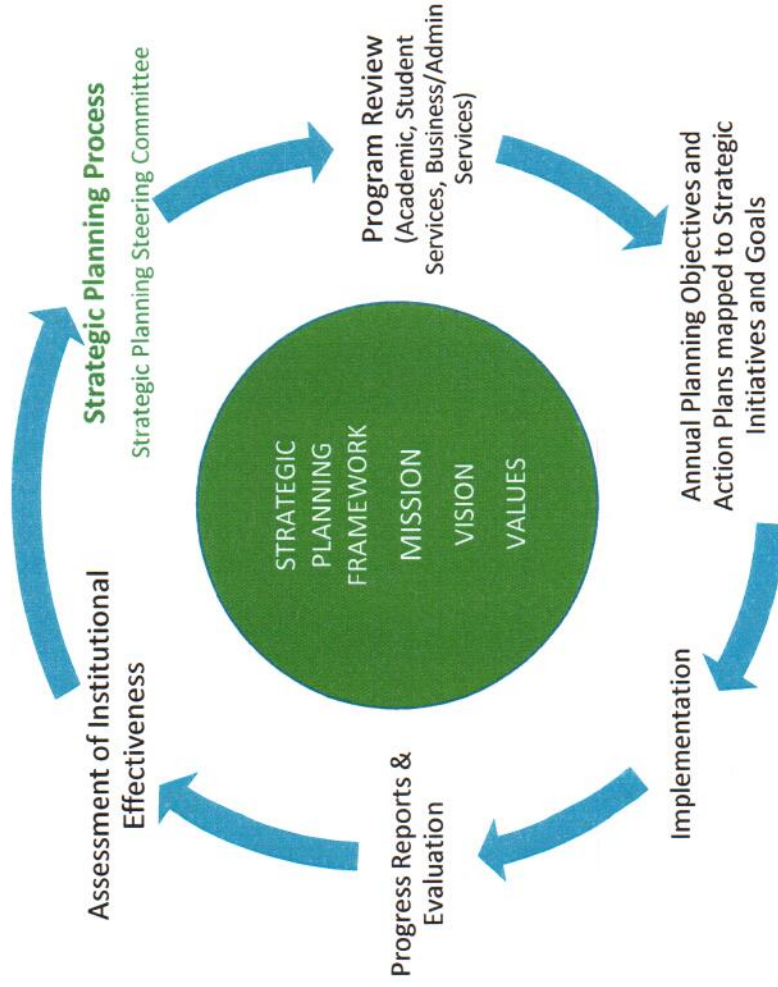 Strategic Planning Process
Strategic Planning Steering Committee
Program Review
(Academic, Student
Services, Business/Admin
Services)
Annual Planning Objectives and
Action Plans mapped to Strategic
Initiatives and Goals
Implementation
Progress Reports &
Evaluation
Assessment of Institutional
Effectiveness
STRATEGIC
PLANNING
FRAMEWORK
MISSION
VISION
VALUES